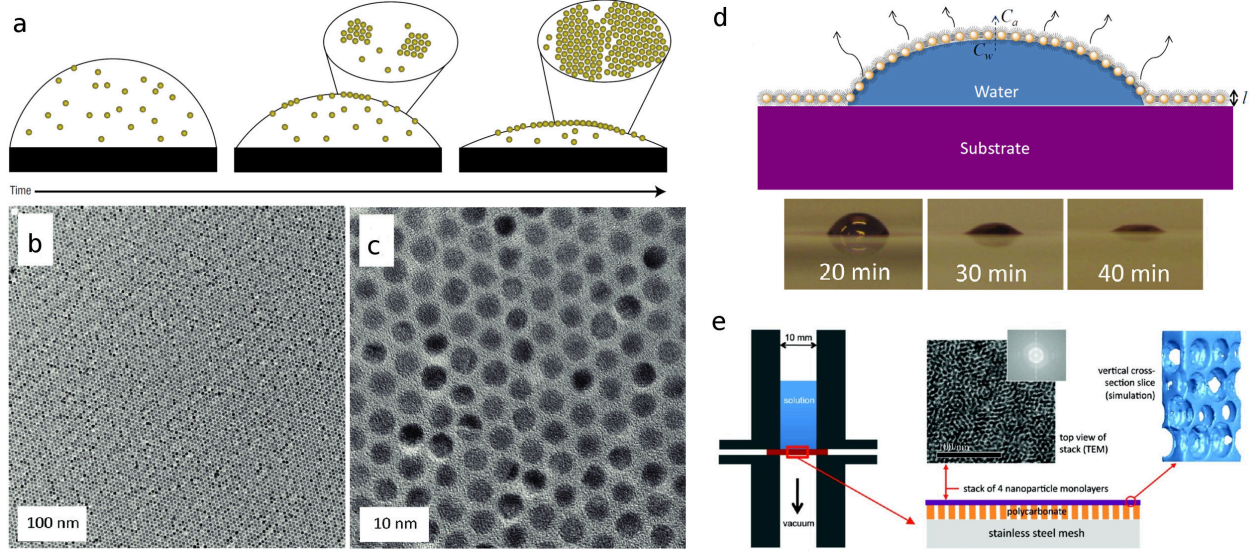 a
Time
b
100 nm
c
10 nm
d
C_a
C_w
Water
l
Substrate
20 min
30 min
40 min
e
10 mm
solution
vacuum
100 nm
top view of
stack (TEM)
vertical cross-
section slice
(simulation)
stack of 4 nanoparticle monolayers
polycarbonate
stainless steel mesh